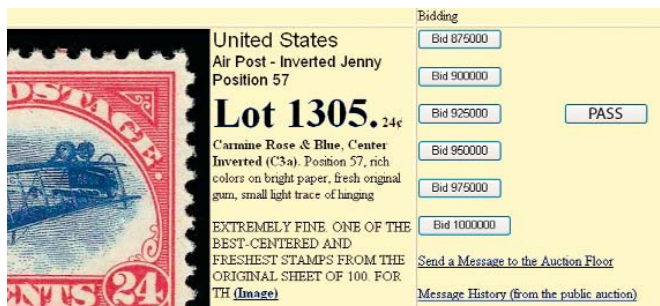 POSTAGE.
CENTS 24
United States
Air Post - Inverted Jenny
Position 57
Lot 1305. 24¢
Carmine Rose & Blue, Center
Inverted (C3a). Position 57, rich
colors on bright paper, fresh original
gum, small light trace of hinging
EXTREMELY FINE. ONE OF THE
BEST-CENTERED AND
FRESHEST STAMPS FROM THE
ORIGINAL SHEET OF 100. FOR
TH (Image)
Bidding
Bid 875000
Bid 900000
Bid 925000
PASS
Bid 950000
Bid 975000
Bid 1000000
Send a Message to the Auction Floor
Message History (from the public auction)